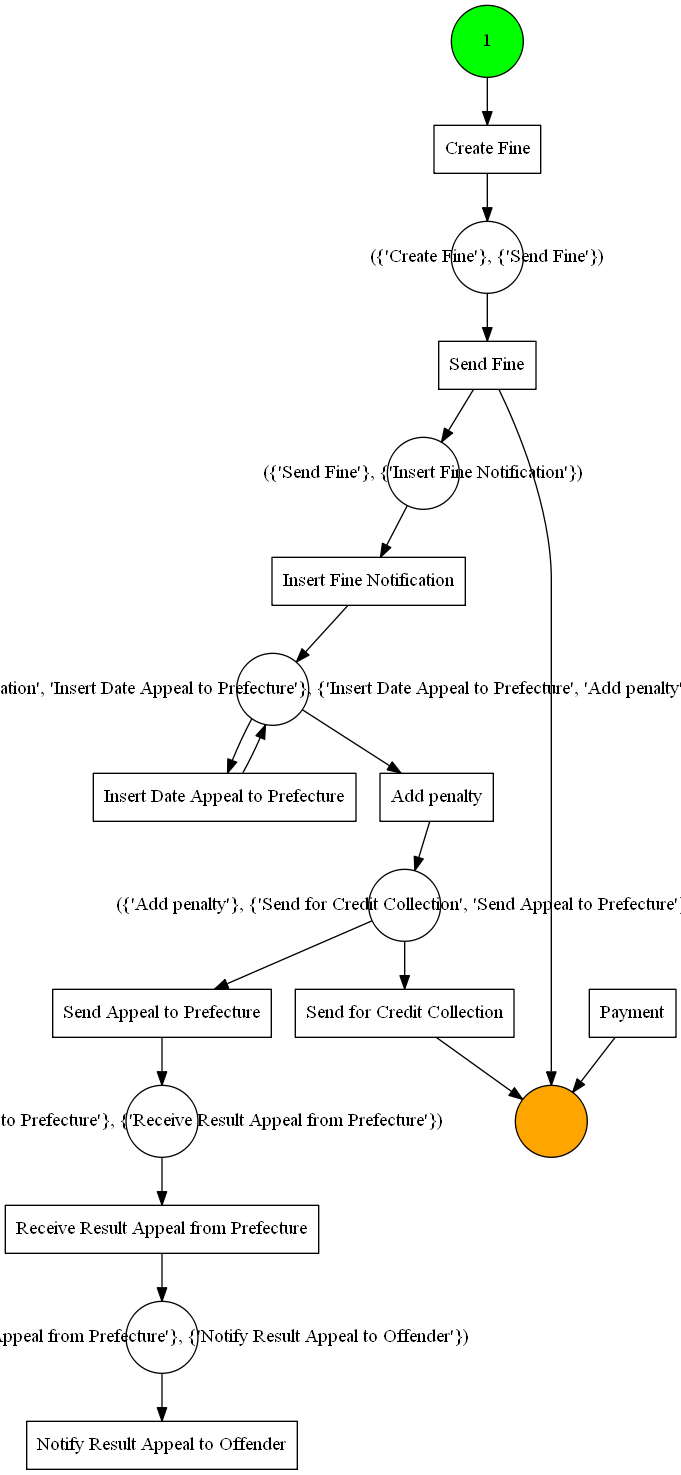 1
Create Fine
({'Create Fine'}, {'Send Fine'})
Send Fine
({'Send Fine'}, {'Insert Fine Notification'})
Insert Fine Notification
ation', 'Insert Date Appeal to Prefecture'}, {'Insert Date Appeal to Prefecture', 'Add penalty'
Insert Date Appeal to Prefecture
Add penalty
({'Add penalty'}, {'Send for Credit Collection', 'Send Appeal to Prefecture'}
Send Appeal to Prefecture
Send for Credit Collection
Payment
to Prefecture'}, {'Receive Result Appeal from Prefecture'})
Receive Result Appeal from Prefecture
Appeal from Prefecture'}, {'Notify Result Appeal to Offender'})
Notify Result Appeal to Offender